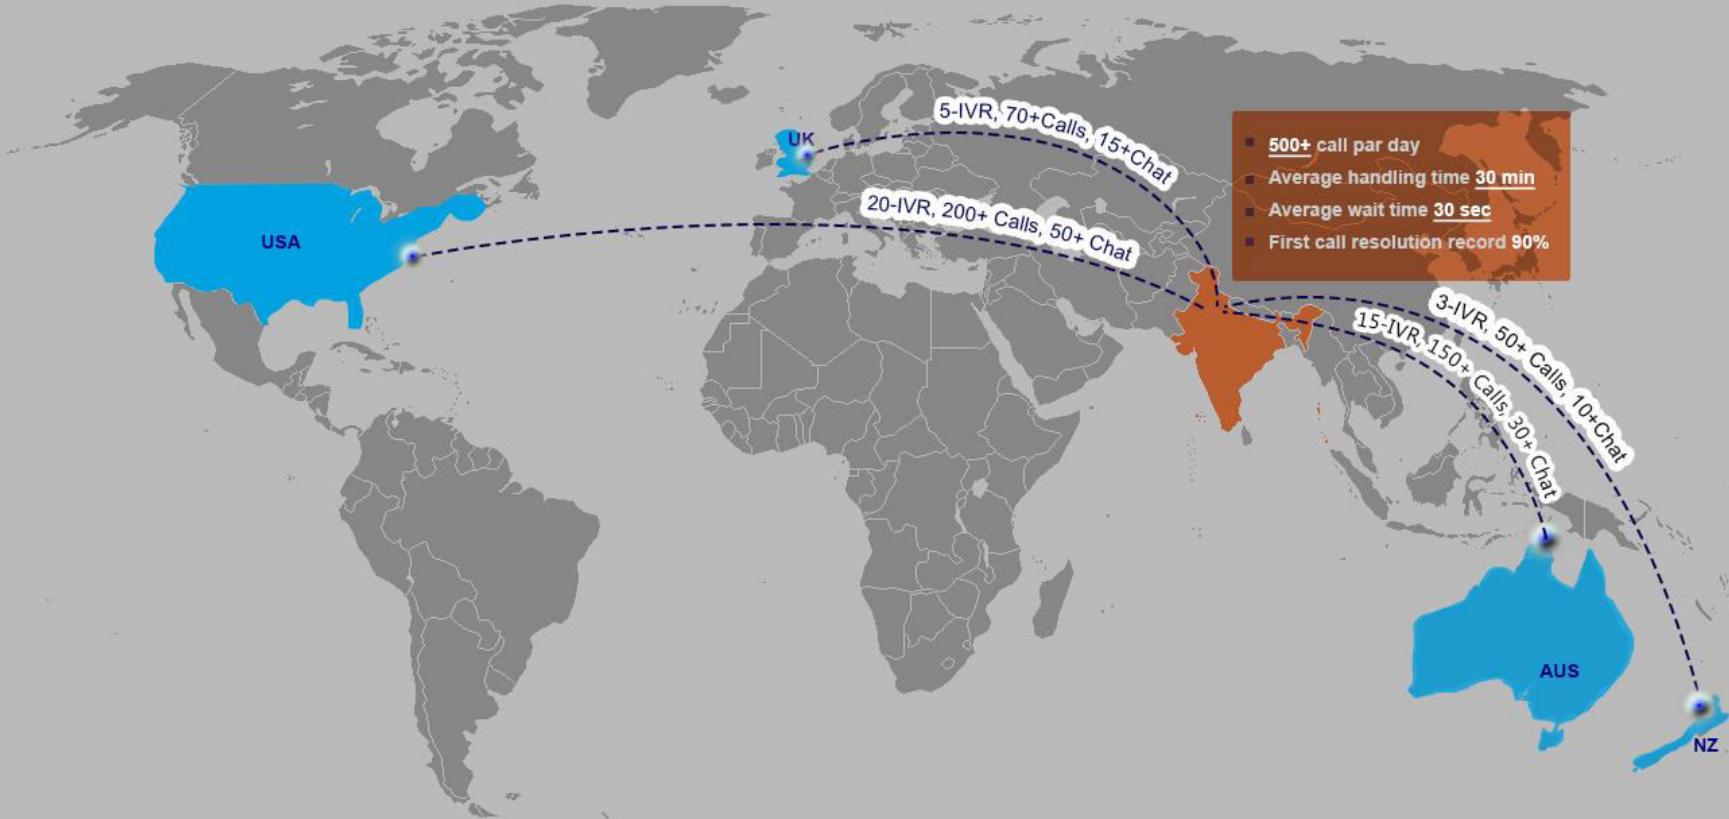 5-IVR, 70+Calls, 15+Chat
UK
500+ call par day
Average handling time 30 min
Average wait time 30 sec
First call resolution record 90%
20-IVR, 200+ Calls, 50+ Chat
USA
3-IVR, 50+ Calls, 10+Chat
15-IVR, 150+ Calls, 30+ Chat
AUS
NZ